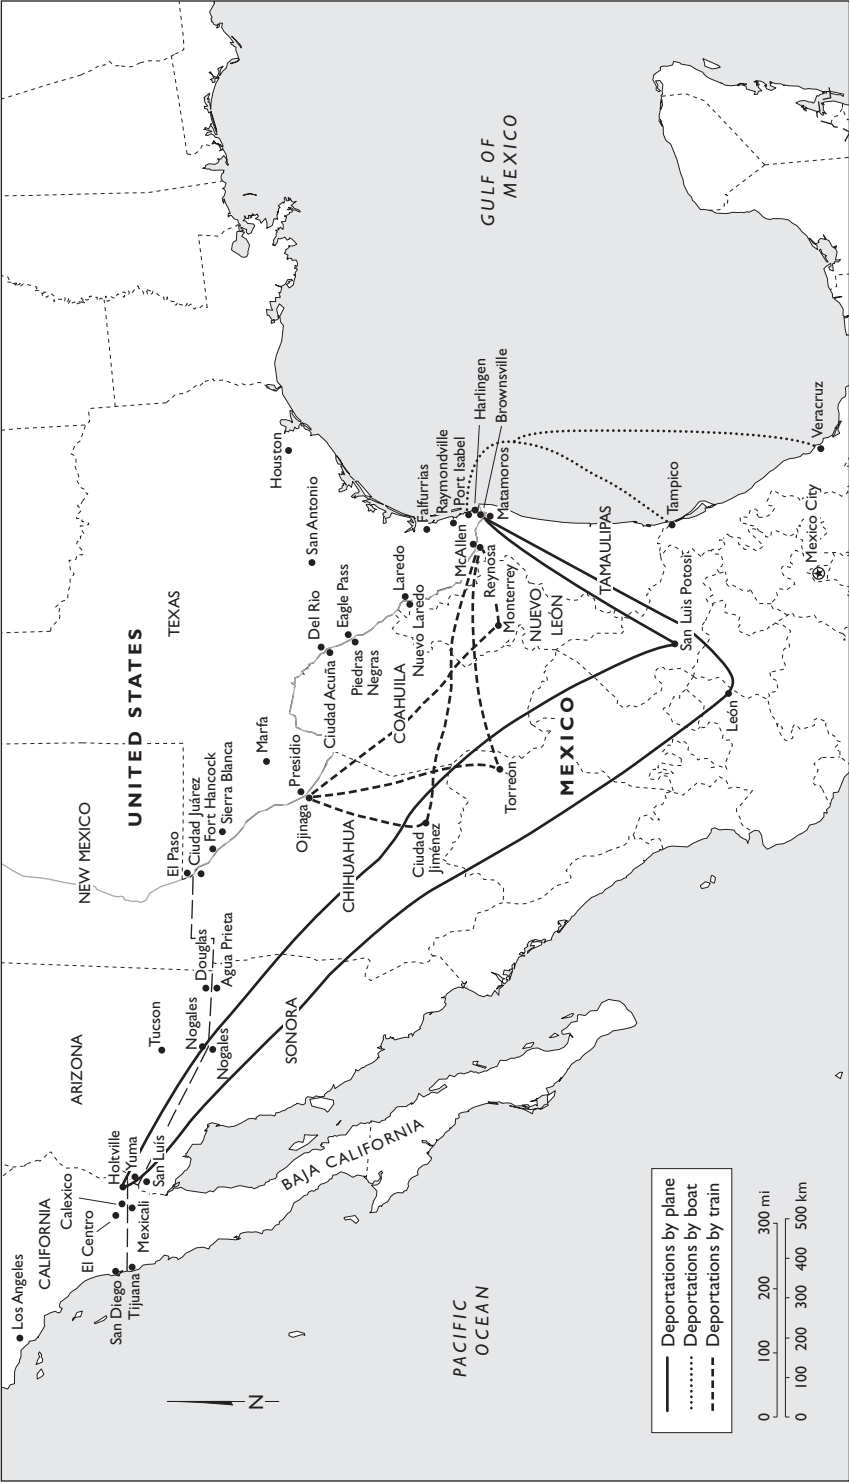 Los Angeles
CALIFORNIA
Calexico
El Centro
San Diego
Tijuana
Mexicali
Holtville
Yuma
San Luís
ARIZONA
Tucson
Nogales
Nogales
Douglas
Agua Prieta
NEW MEXICO
El Paso
Ciudad Juárez
Fort Hancock
Sierra Blanca
UNITED STATES
Marfa
Presidio
Ojinaga
TEXAS
Del Rio
Ciudad Acuña
Eagle Pass
Piedras
Negras
San Antonio
Houston
Laredo
Nuevo Laredo
Falfurrias
Raymondville
Port Isabel
Harlingen
Brownsville
McAllen
Matamoros
Reynosa
Monterrey
NUEVO
LEÓN
TAMAULIPAS
COAHUILA
CHIHUAHUA
Ciudad
Jiménez
Torreón
SONORA
BAJA CALIFORNIA
MEXICO
San Luis Potosí
León
Tampico
Mexico City
Veracruz
GULF OF
MEXICO
PACIFIC
OCEAN
N
Deportations by plane
Deportations by boat
Deportations by train
0 100 200 300 mi
0 100 200 300 400 500 km